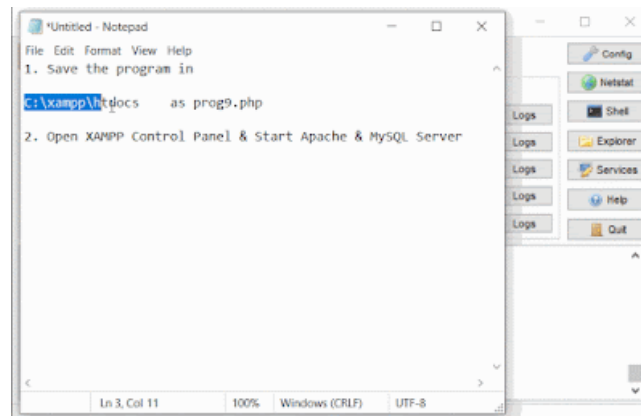 *Untitled - Notepad
File Edit Format View Help
1. Save the program in
C:\xampp\htdocs as prog9.php
2. Open XAMPP Control Panel & Start Apache & MySQL Server
Ln 3, Col 11 100% Windows (CRLF) UTF-8
Config
Netstat
Logs Shell
Logs Explorer
Logs Services
Logs Help
Logs Quit